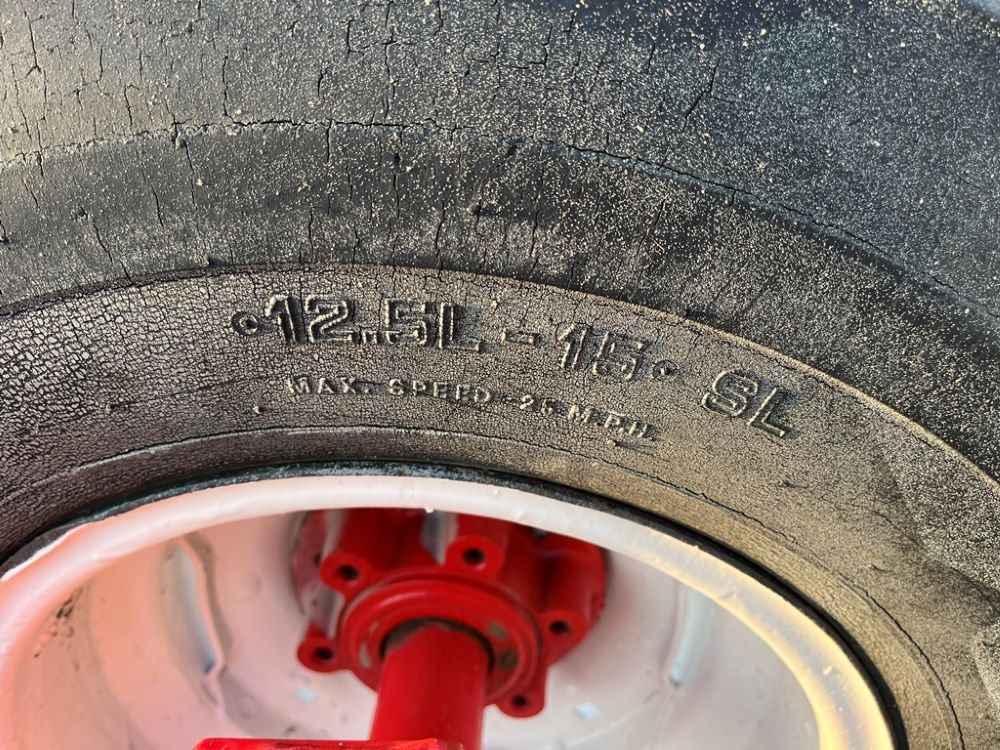 12.5L-15 SL
MAX. SPEED 25 M.P.H.